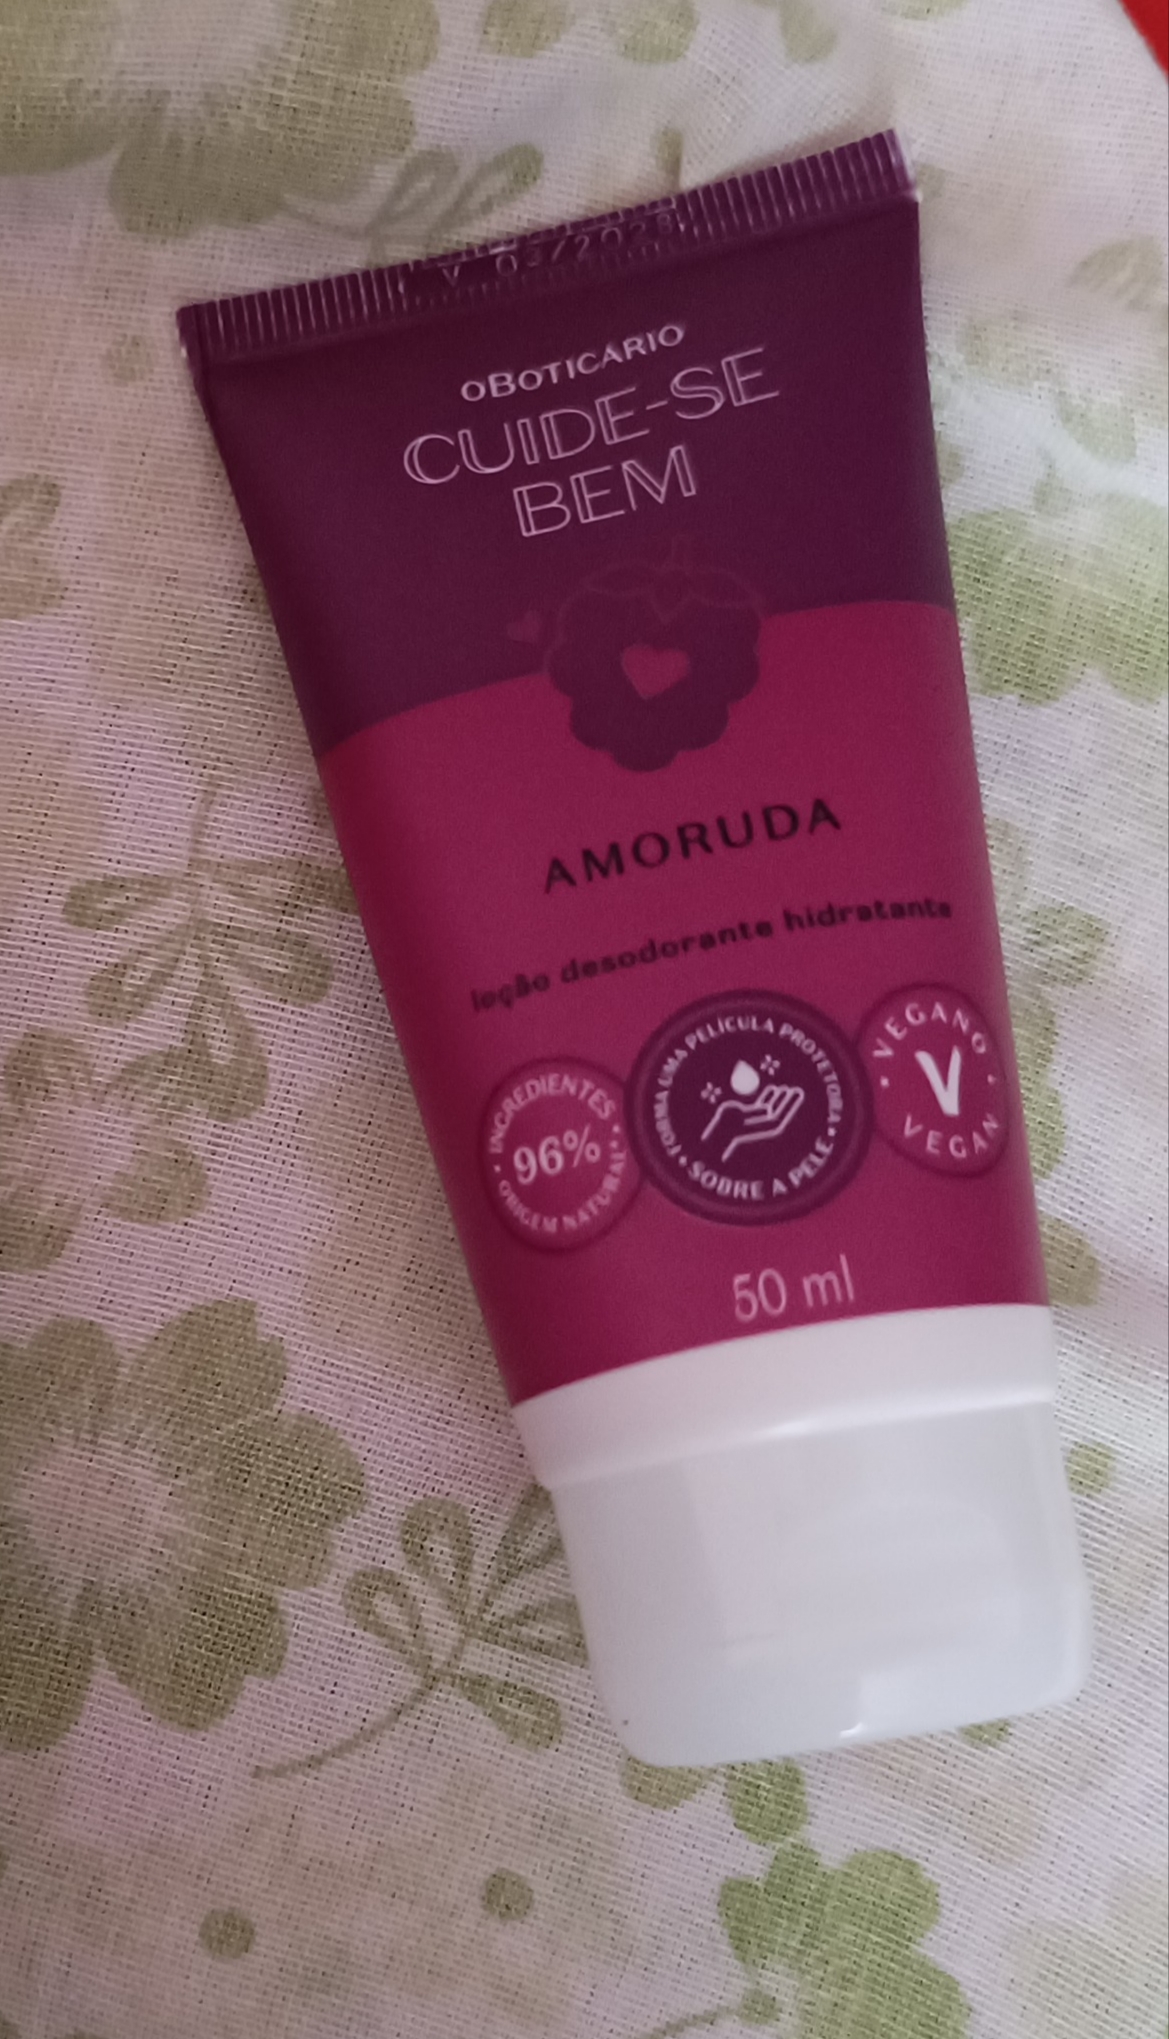 V 03/2028
OBOTICÁRIO
CUIDE-SE
BEM
AMORUDA
loção desodorante hidratante
INGREDIENTES
96%
ORIGEM NATURAL
FORMA UMA PELÍCULA PROTETORA
SOBRE A PELE
VEGANO
V
VEGAN
50 ml